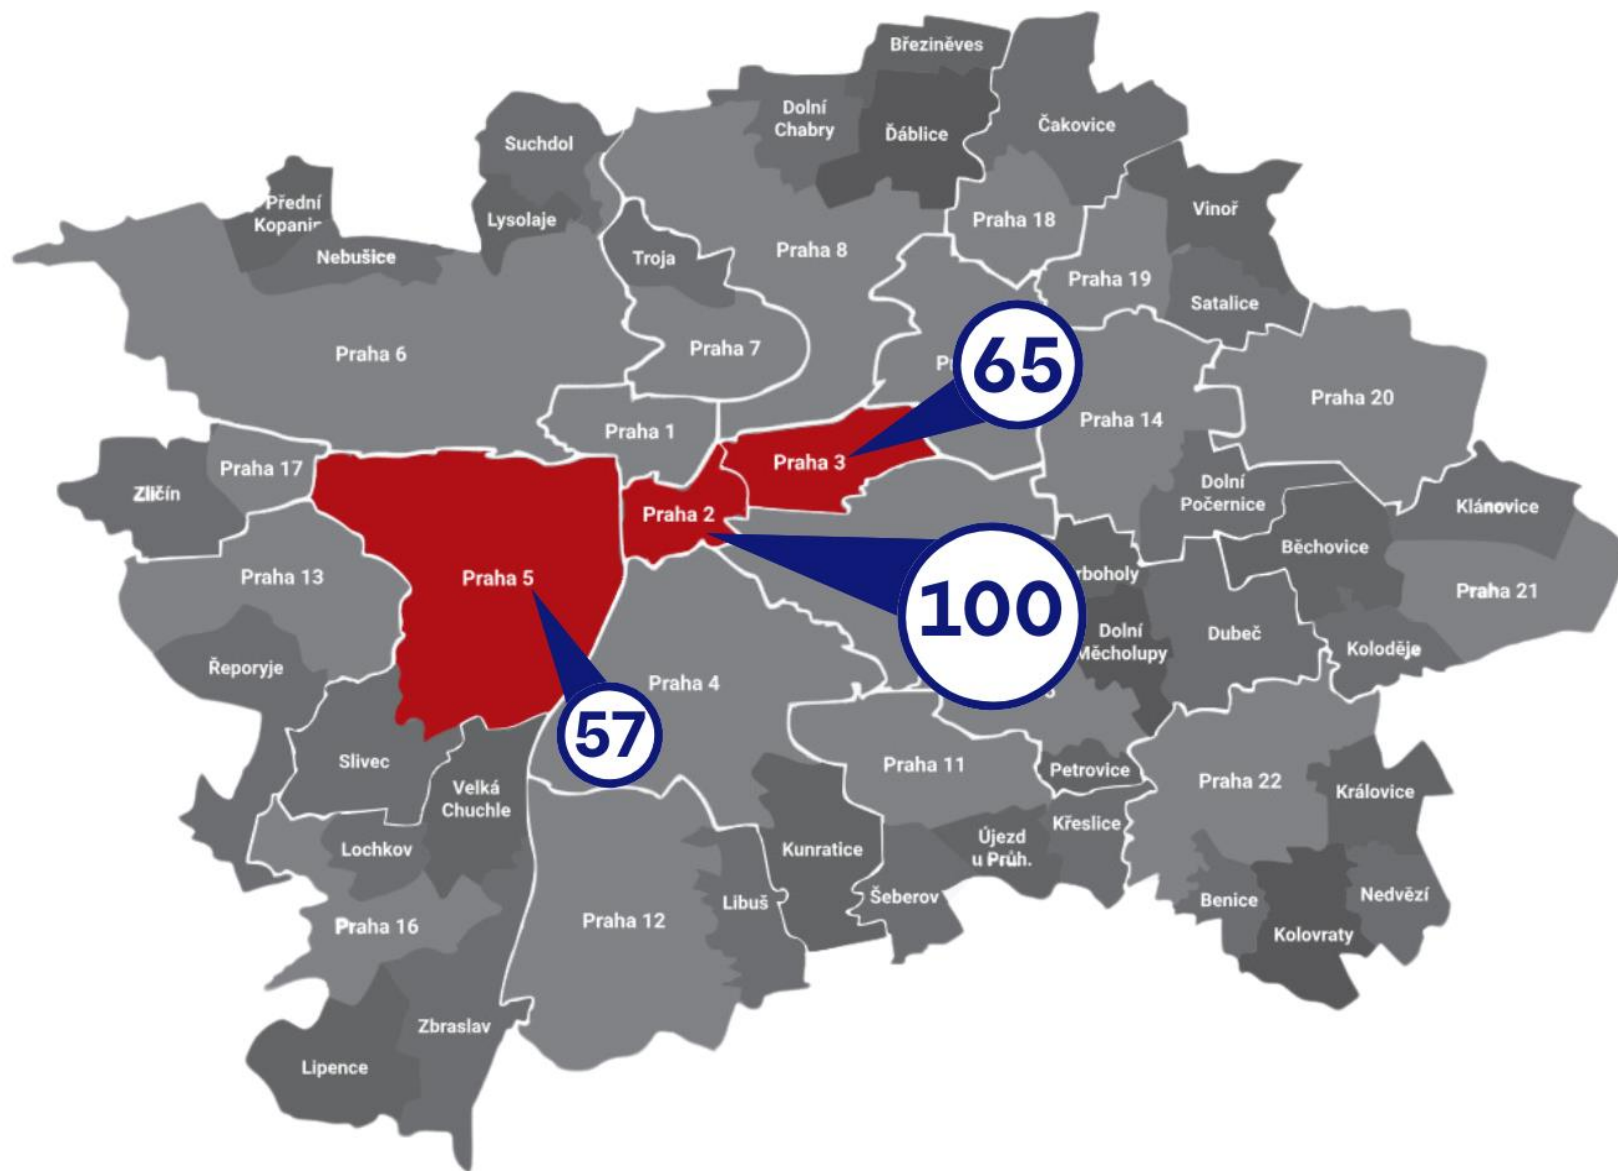 Březiněves
Dolní
Chabry
Ďáblice
Čakovice
Suchdol
Přední
Lysolaje
Nebušice
Troja
Praha 8
Praha 18
Vinoř
Praha 19
Satalice
Praha 6
Praha 7
65
Praha 20
Praha 1
Praha 14
Praha 17
Praha 3
Zličín
Dolní
Počernice
Klánovice
Praha 2
Běchovice
Praha 13
Praha 5
100
Praha 21
Dolní
Měcholupy
Dubeč
Koloděje
Řeporyje
Praha 4
57
Slivec
Praha 11
Petrovice
Velká
Chuchle
Praha 22
Královice
Lochkov
Kunratice
Újezd
u Průh.
Křeslice
Šeberov
Libuš
Benice
Nedvězí
Praha 16
Praha 12
Kolovraty
Zbraslav
Lipence